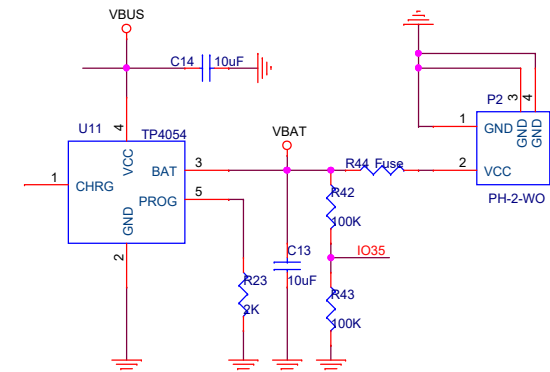 VBUS
C14 10uF
P2
3
4
U11 TP4054
4
VBAT
1 GND
GND
GND
VCC
BAT 3
R44 Fuse
2 VCC
1 CHRG
PROG 5
R42
PH-2-WO
GND
100K
2
C13
IO35
R23
10uF
R43
2K
100K